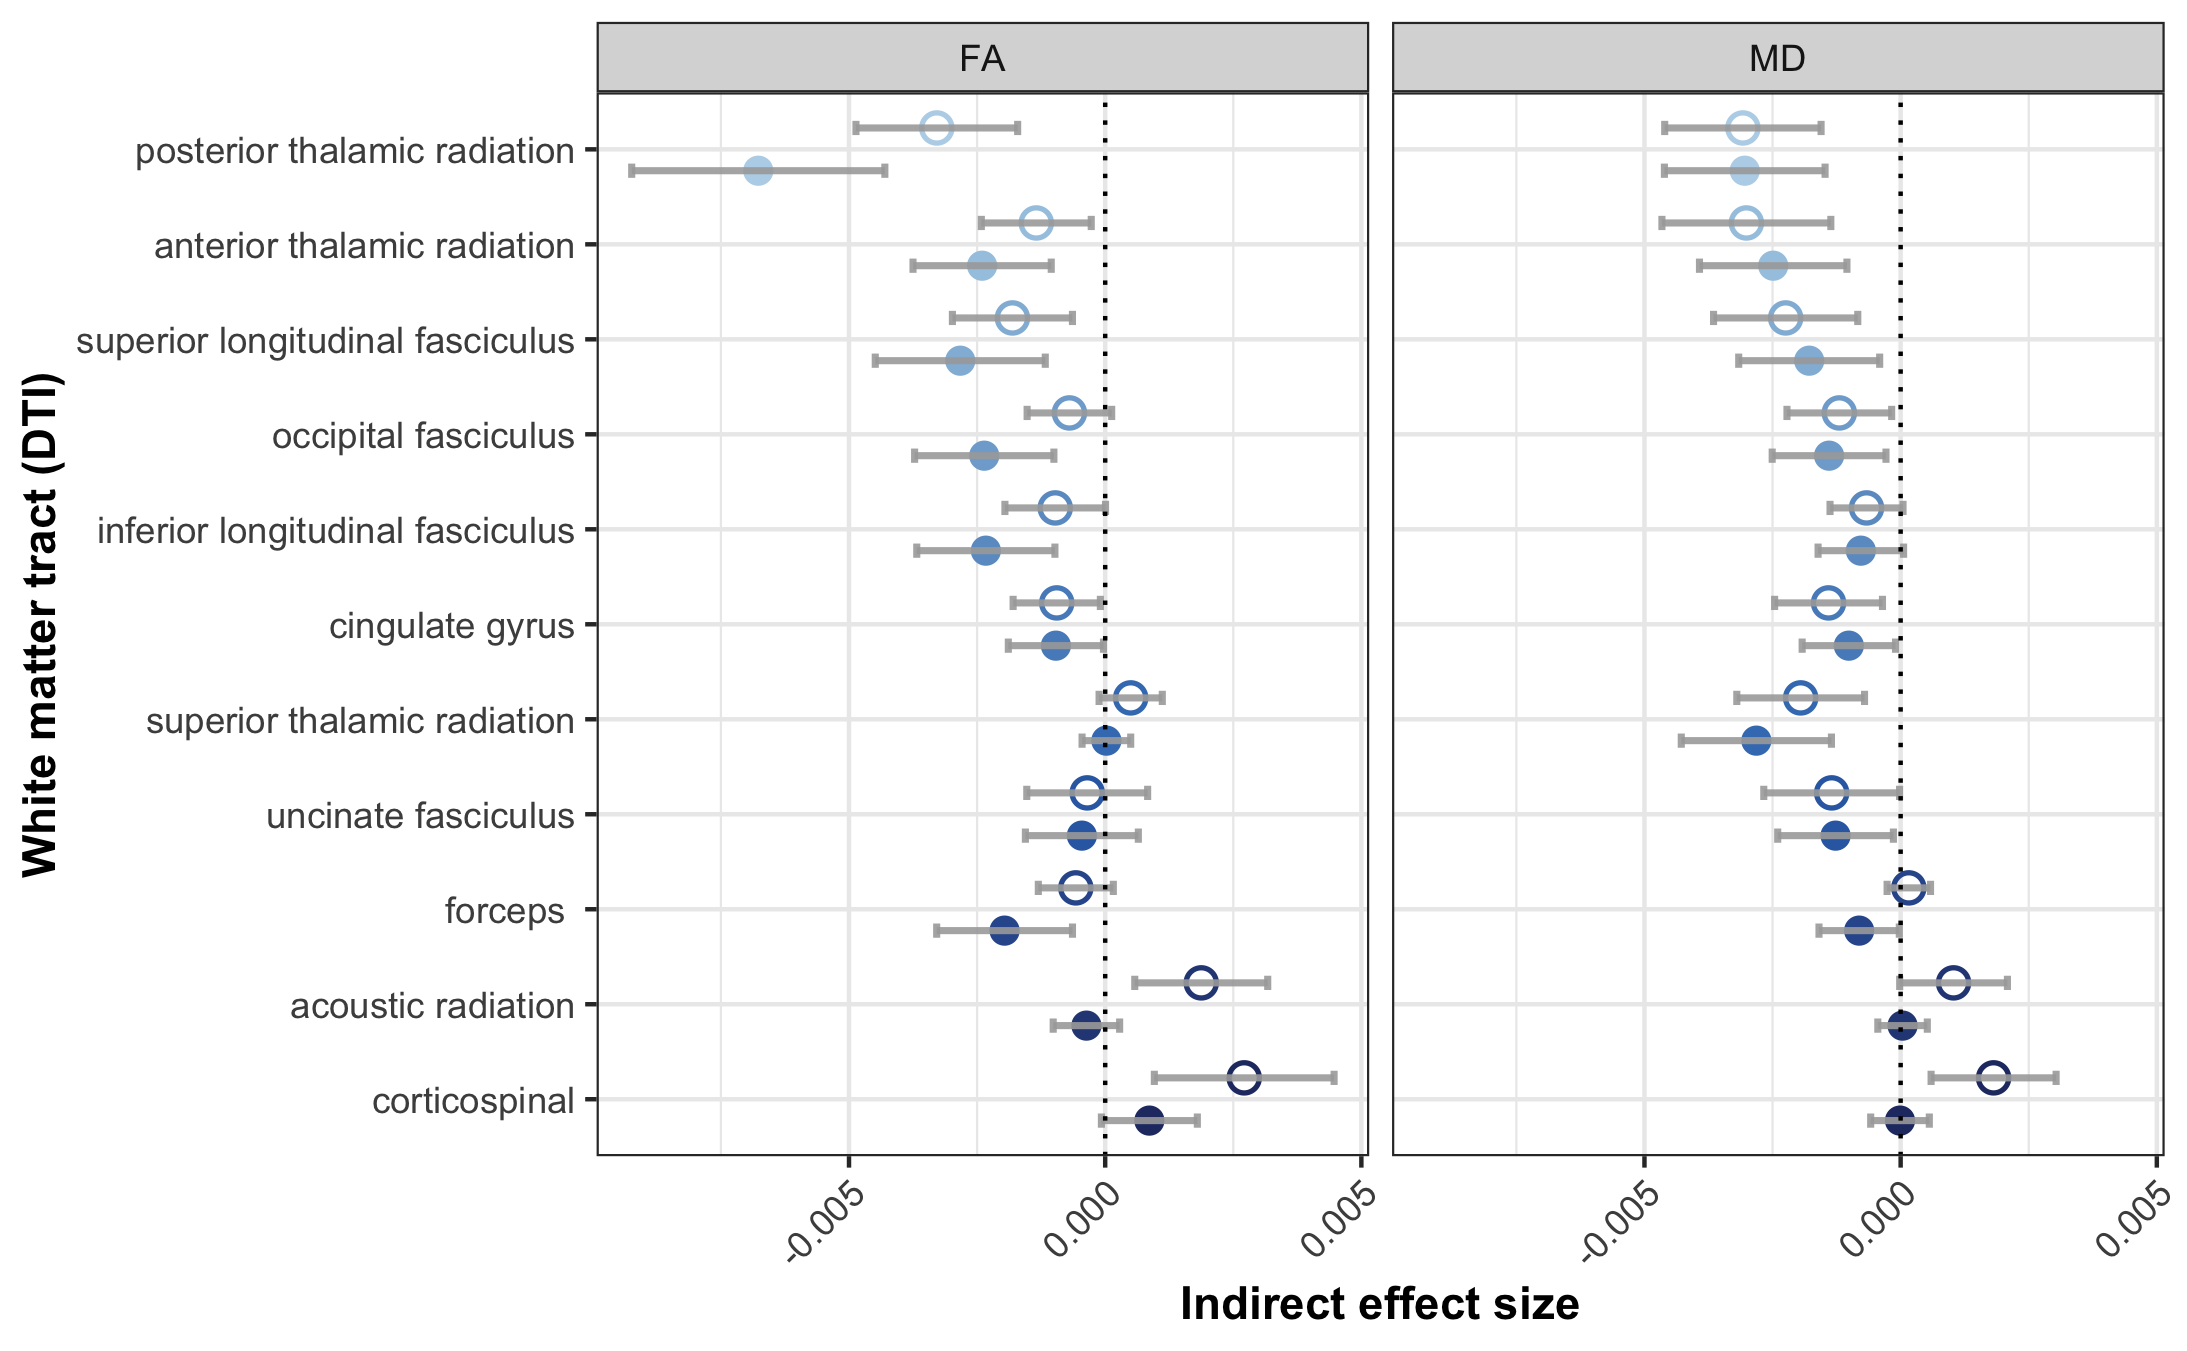 FA
MD
posterior thalamic radiation
anterior thalamic radiation
superior longitudinal fasciculus
occipital fasciculus
inferior longitudinal fasciculus
cingulate gyrus
superior thalamic radiation
uncinate fasciculus
forceps
acoustic radiation
corticospinal
White matter tract (DTI)
-0.005
0.000
0.005
-0.005
0.000
0.005
Indirect effect size